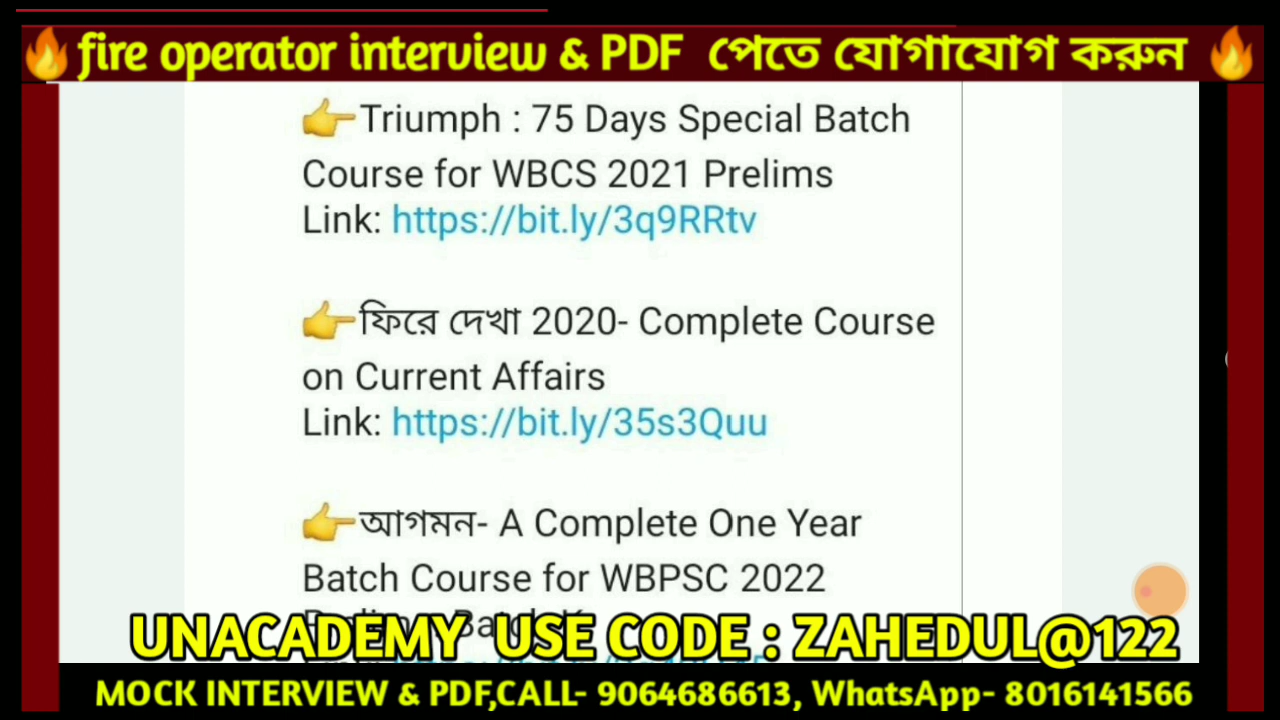 🔥fire operator interview & PDF পেতে যোগাযোগ করুন 🔥
👉Triumph : 75 Days Special Batch
Course for WBCS 2021 Prelims
Link: https://bit.ly/3q9RRtv
👉ফিরে দেখা 2020- Complete Course
on Current Affairs
Link: https://bit.ly/35s3Quu
👉আগমন- A Complete One Year
Batch Course for WBPSC 2022
UNACADEMY USE CODE : ZAHEDUL@122
MOCK INTERVIEW & PDF,CALL- 9064686613, WhatsApp- 8016141566